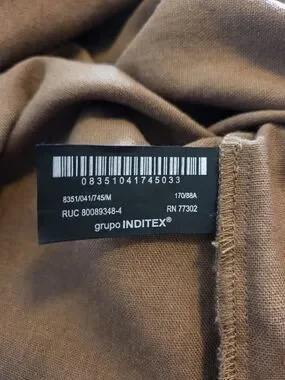 08351041745033
8351/041/745/M 170/88A
RUC 80089348-4 RN 77302
grupo INDITEX®